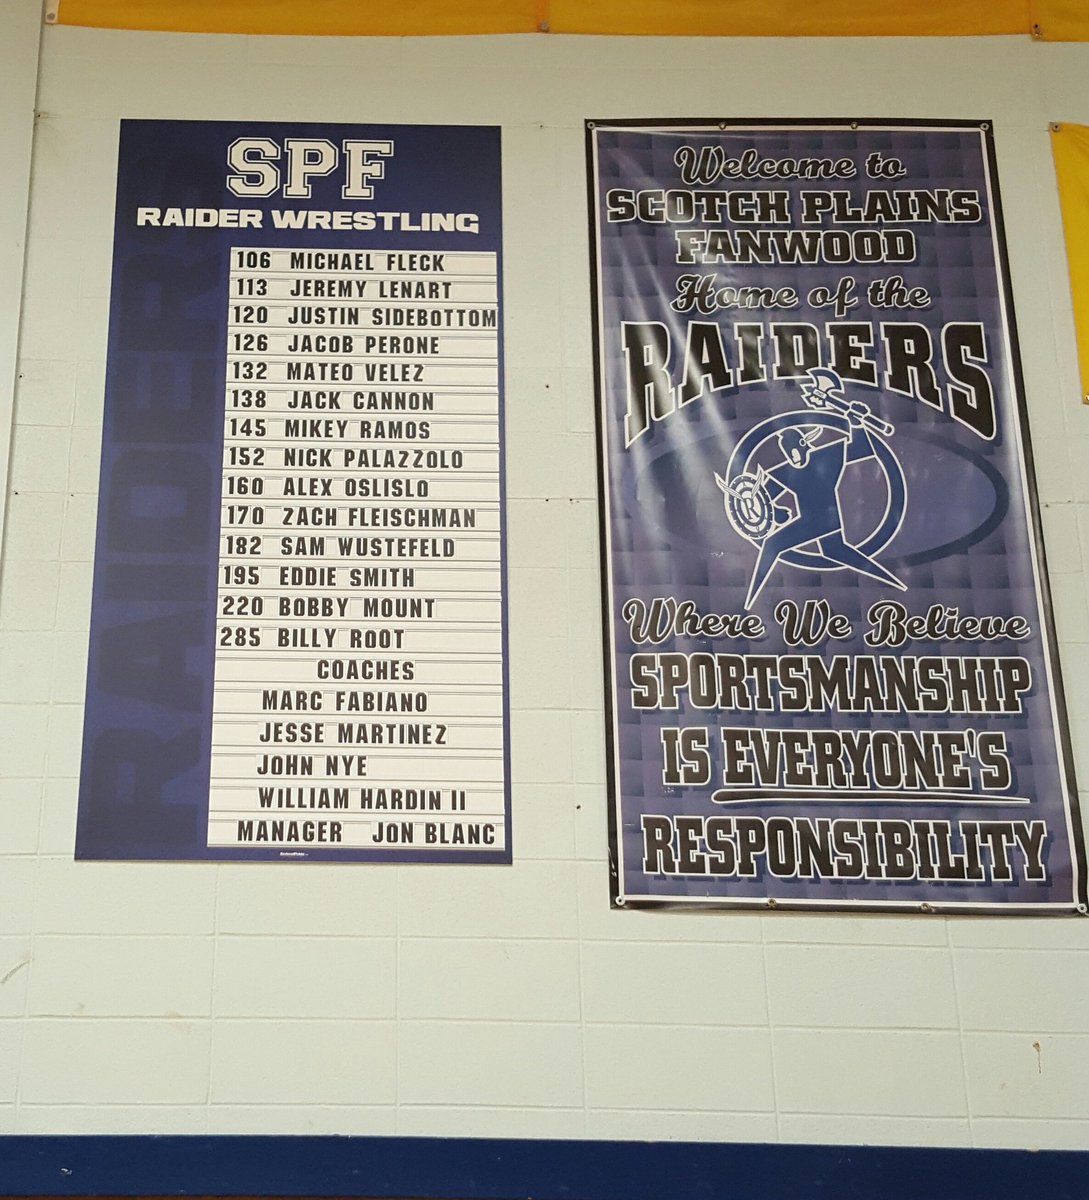 SPF
RAIDER WRESTLING
RAIDERS
106 MICHAEL FLECK
113 JEREMY LENART
120 JUSTIN SIDEBOTTOM
126 JACOB PERONE
132 MATEO VELEZ
138 JACK CANNON
145 MIKEY RAMOS
152 NICK PALAZZOLO
160 ALEX OSLISLO
170 ZACH FLEISCHMAN
182 SAM WUSTEFELD
195 EDDIE SMITH
220 BOBBY MOUNT
285 BILLY ROOT
COACHES
MARC FABIANO
JESSE MARTINEZ
JOHN NYE
WILLIAM HARDIN II
MANAGER JON BLANC
Welcome to
SCOTCH PLAINS
FANWOOD
Home of the
RAIDERS
R
Where We Believe
SPORTSMANSHIP
IS EVERYONE'S
RESPONSIBILITY